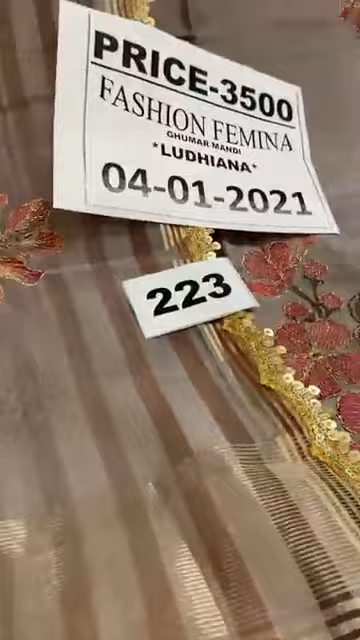 PRICE-3500
FASHION FEMINA
GHUMAR MANDI
*LUDHIANA*
04-01-2021
223